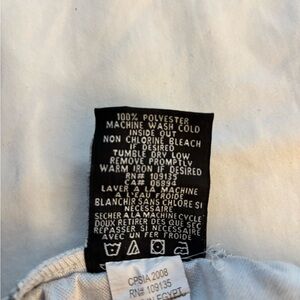 100% POLYESTER
MACHINE WASH COLD
INSIDE OUT
NON CHLORINE BLEACH
IF DESIRED
TUMBLE DRY LOW
REMOVE PROMPTLY
WARM IRON IF DESIRED
RN# 109135
CA# 06894
LAVER A LA MACHINE
A L'EAU FROIDE
BLANCHIR SANS CHLORE SI
NECESSAIRE
SECHER A LA MACHINE CYCLE
DOUX RETIRER DES QUE SEC
REPASSER SI NECESSAIRE
AVEC UN FER TIEDE
CPSIA 2008
RN# 109135
EGYPT